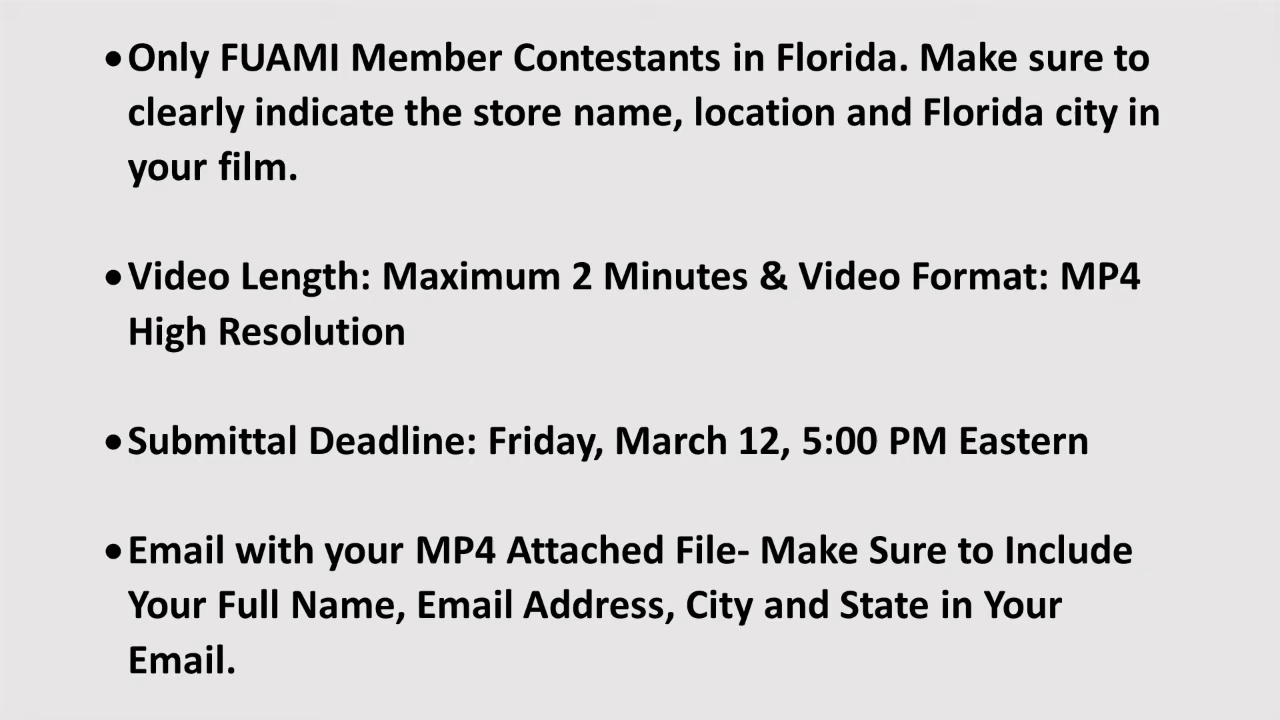 •Only FUAMI Member Contestants in Florida. Make sure to
clearly indicate the store name, location and Florida city in
your film.
•Video Length: Maximum 2 Minutes & Video Format: MP4
High Resolution
•Submittal Deadline: Friday, March 12, 5:00 PM Eastern
•Email with your MP4 Attached File- Make Sure to Include
Your Full Name, Email Address, City and State in Your
Email.